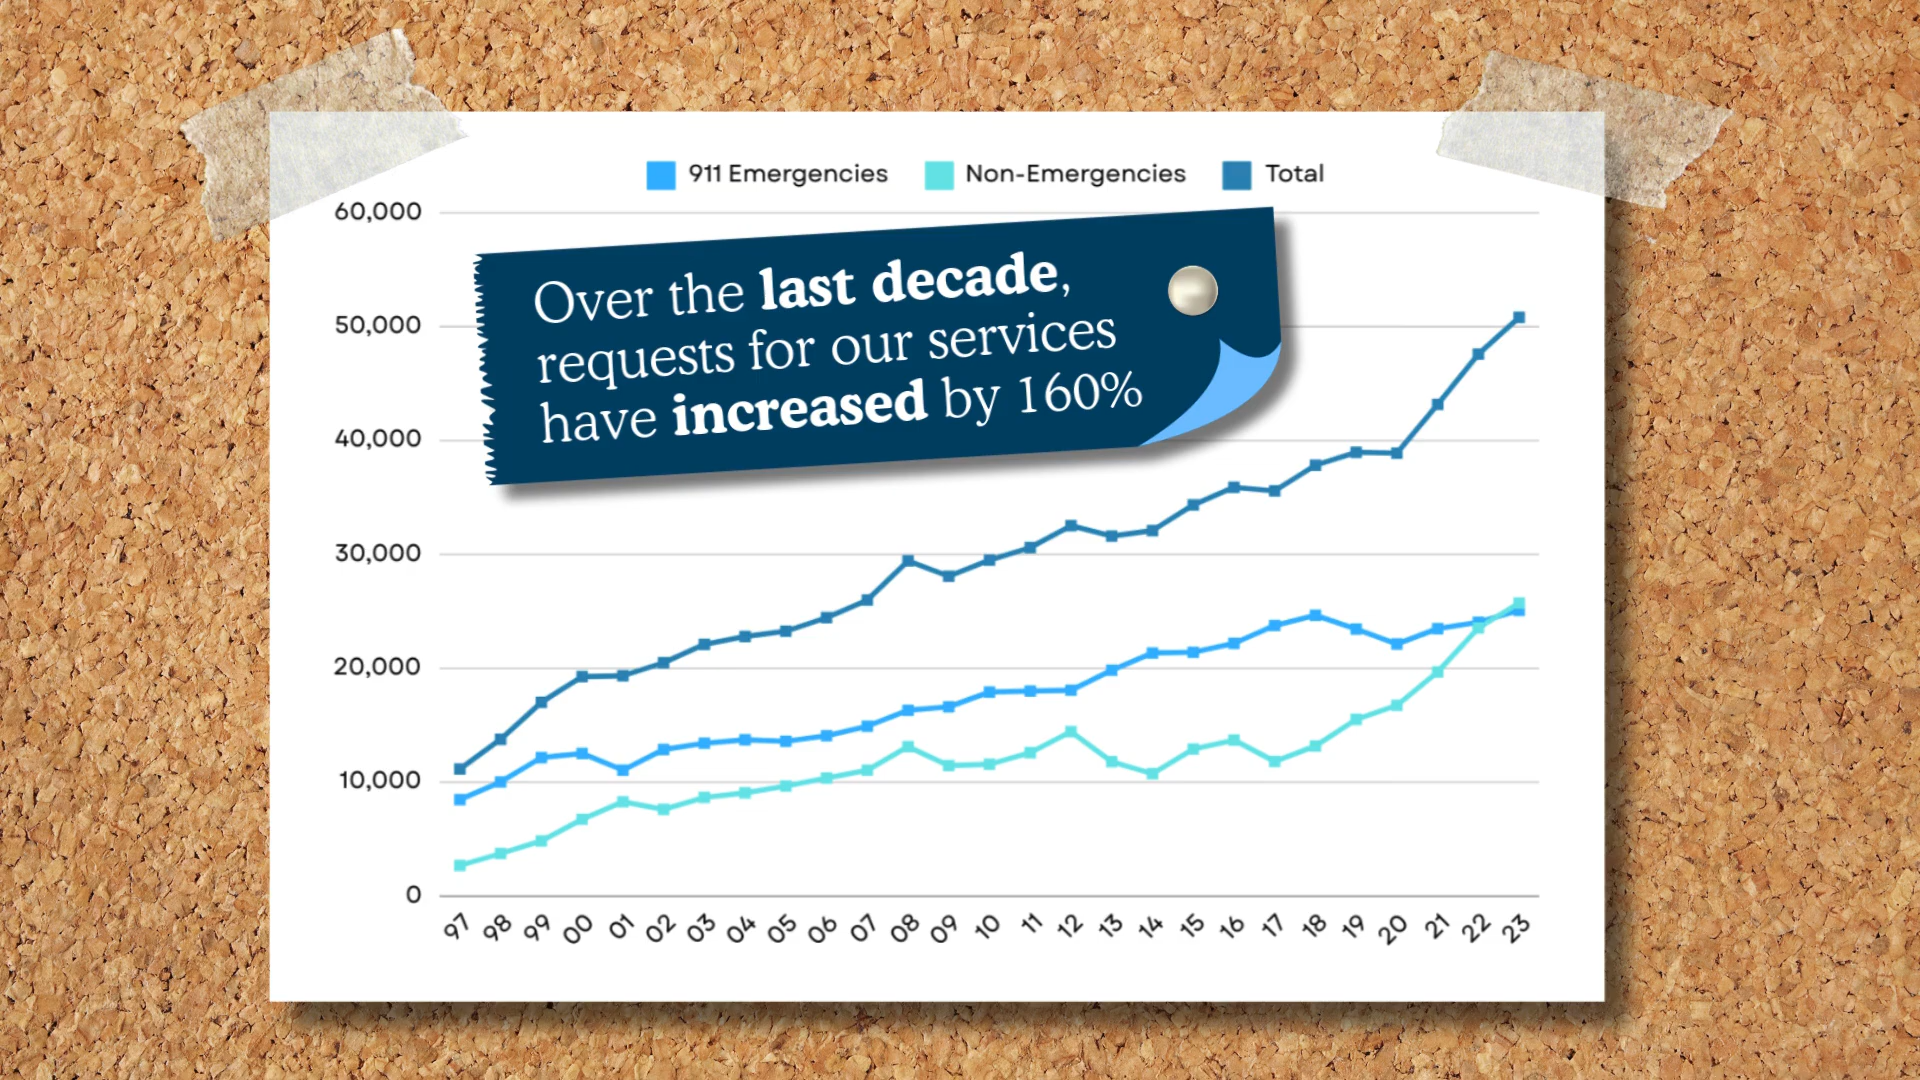 911 Emergencies Non-Emergencies Total
60,000
50,000
40,000
30,000
20,000
10,000
0
Over the last decade,
requests for our services
have increased by 160%
97 98 99 00 01 02 03 04 05 06 07 08 09 10 11 12 13 14 15 16 17 18 19 20 21 22 23